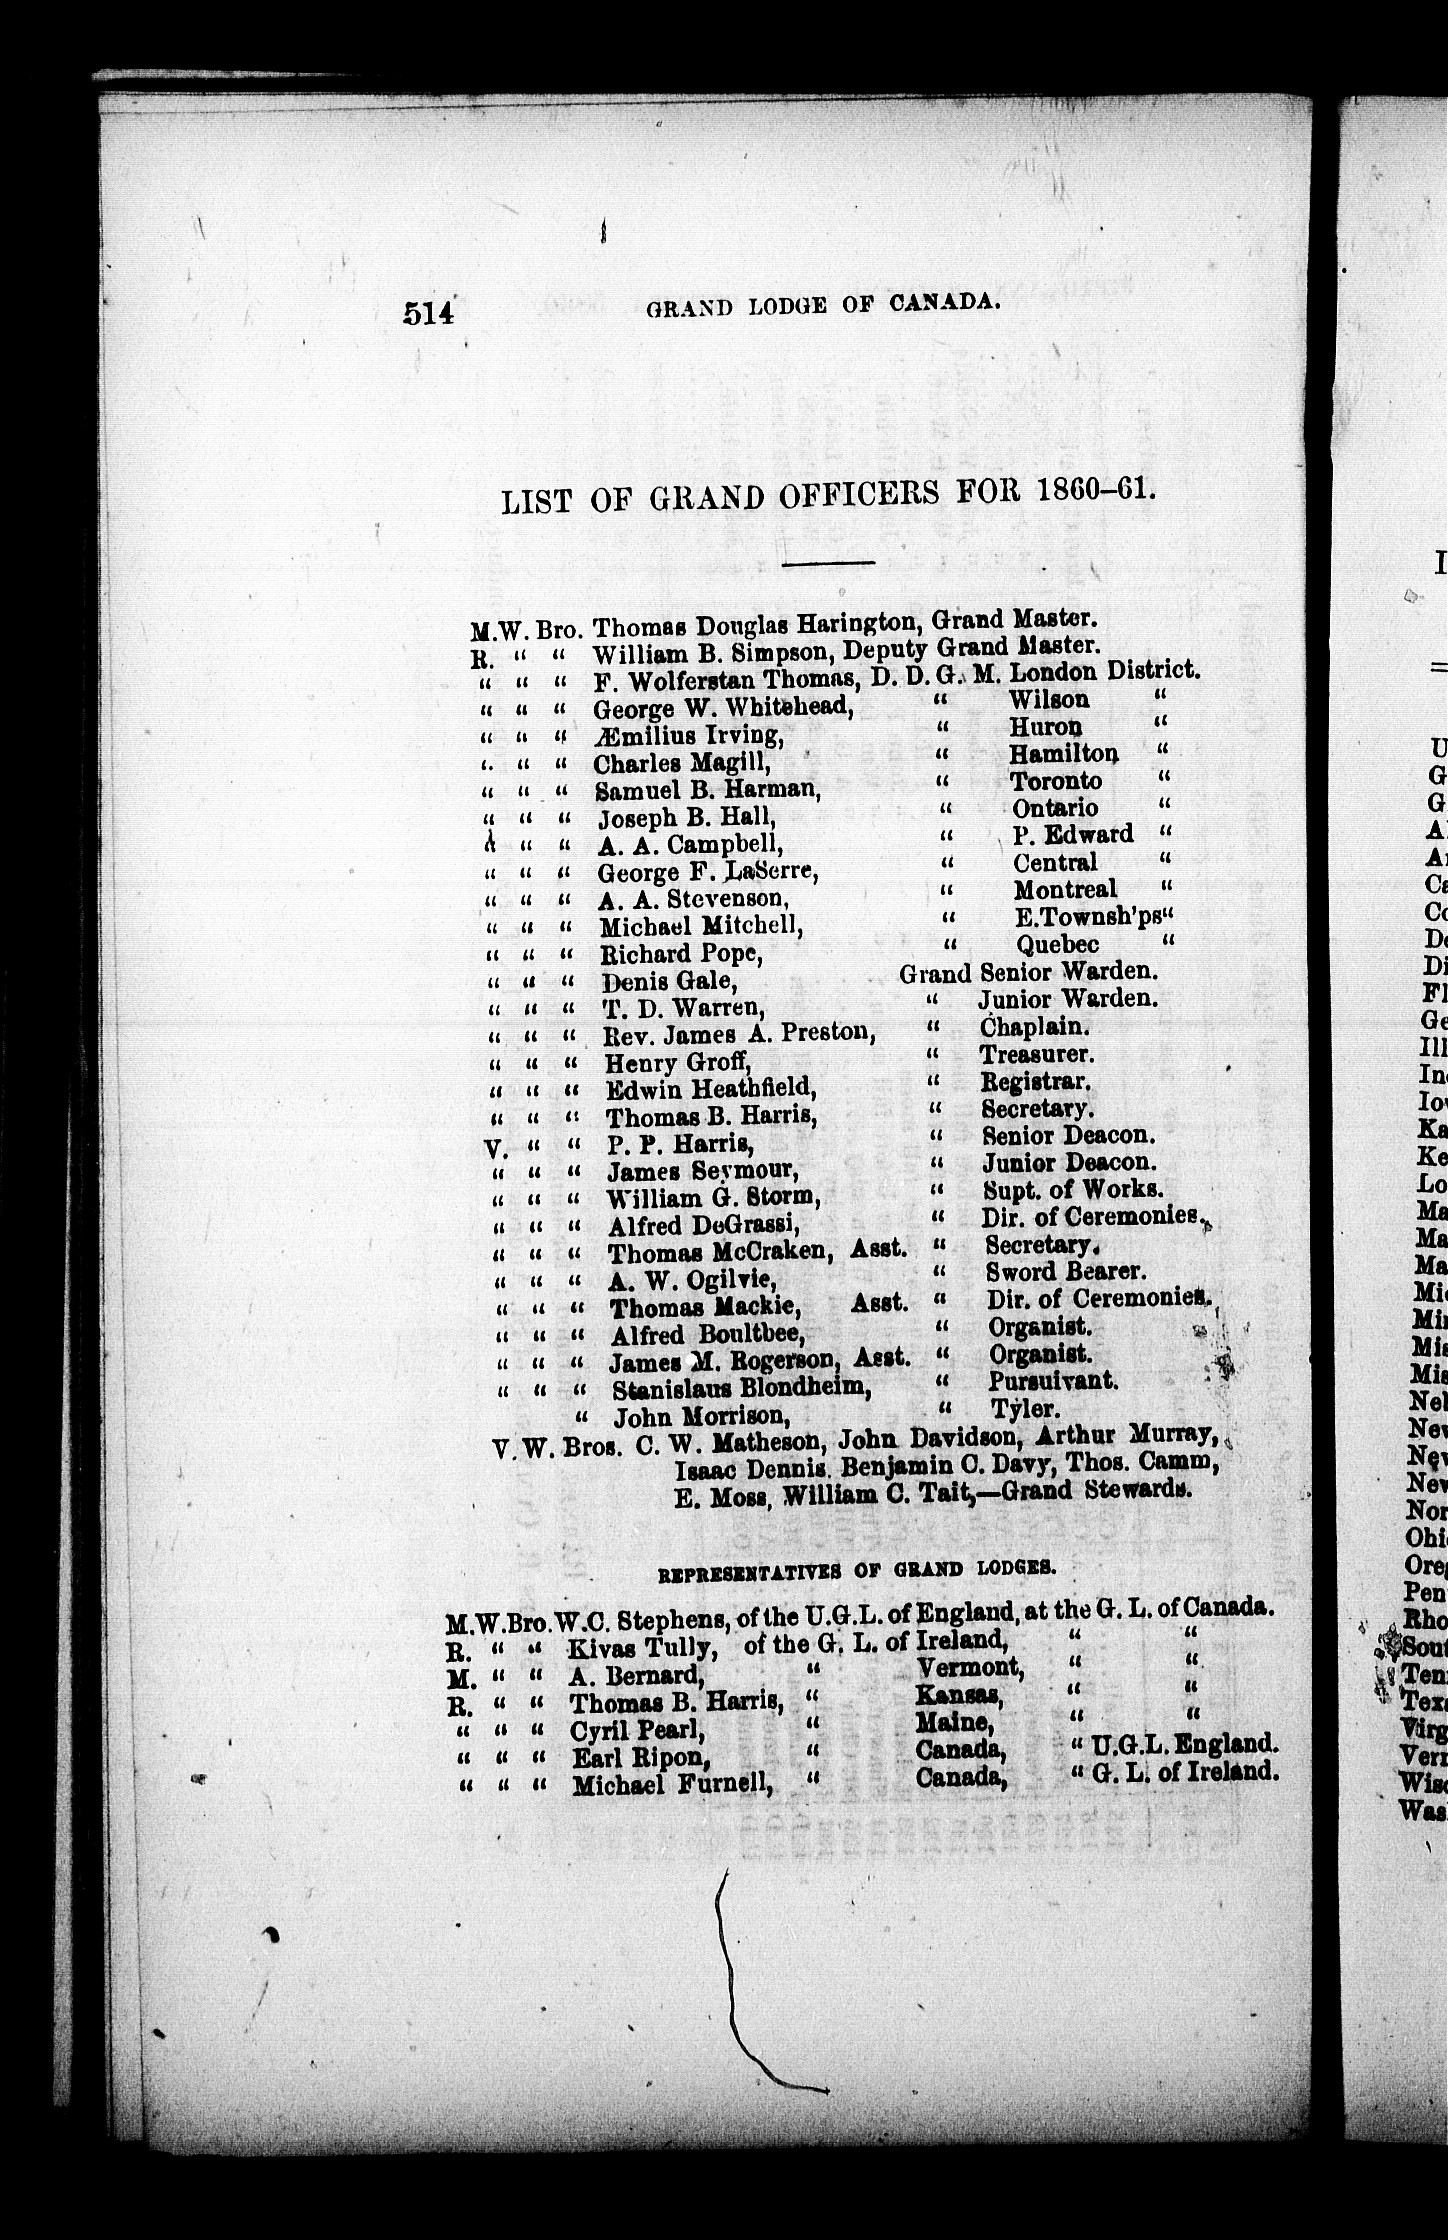 514 GRAND LODGE OF CANADA.
LIST OF GRAND OFFICERS FOR 1860–61.
M.W. Bro. Thomas Douglas Harington, Grand Master.
R. “ “ William B. Simpson, Deputy Grand Master.
“ “ “ F. Wolferstan Thomas, D. D. G. M. London District.
“ “ “ George W. Whitehead, “ Wilson “
“ “ “ Æmilius Irving, “ Huron “
“ “ “ Charles Magill, “ Hamilton “
“ “ “ Samuel B. Harman, “ Toronto “
“ “ “ Joseph B. Hall, “ Ontario “
“ “ “ A. A. Campbell, “ P. Edward “
“ “ “ George F. LaSerre, “ Central “
“ “ “ A. A. Stevenson, “ Montreal “
“ “ “ Michael Mitchell, “ E.Townsh’ps“
“ “ “ Richard Pope, “ Quebec “
“ “ “ Denis Gale, Grand Senior Warden.
“ “ “ T. D. Warren, “ Junior Warden.
“ “ “ Rev. James A. Preston, “ Chaplain.
“ “ “ Henry Groff, “ Treasurer.
“ “ “ Edwin Heathfield, “ Registrar.
“ “ “ Thomas B. Harris, “ Secretary.
V. “ “ P. P. Harris, “ Senior Deacon.
“ “ “ James Seymour, “ Junior Deacon.
“ “ “ William G. Storm, “ Supt. of Works.
“ “ “ Alfred DeGrassi, “ Dir. of Ceremonies.
“ “ “ Thomas McCraken, Asst. “ Secretary.
“ “ “ A. W. Ogilvie, “ Sword Bearer.
“ “ “ Thomas Mackie, Asst. “ Dir. of Ceremonies.
“ “ “ Alfred Boultbee, “ Organist.
“ “ “ James M. Rogerson, Asst. “ Organist.
“ “ “ Stanislaus Blondheim, “ Pursuivant.
“ John Morrison, “ Tyler.
V. W. Bros. C. W. Matheson, John Davidson, Arthur Murray,
Isaac Dennis. Benjamin C. Davy, Thos. Camm,
E. Moss, William C. Tait,—Grand Stewards.
REPRESENTATIVES OF GRAND LODGES.
M.W.Bro.W.C. Stephens, of the U.G.L. of England, at the G. L. of Canada.
R. “ “ Kivas Tully, of the G. L. of Ireland, “ “
M. “ “ A. Bernard, “ Vermont, “ “
R. “ “ Thomas B. Harris, “ Kansas, “ “
“ “ “ Cyril Pearl, “ Maine, “ “
“ “ “ Earl Ripon, “ Canada, “ U.G.L. England.
“ “ “ Michael Furnell, “ Canada, “ G. L. of Ireland.